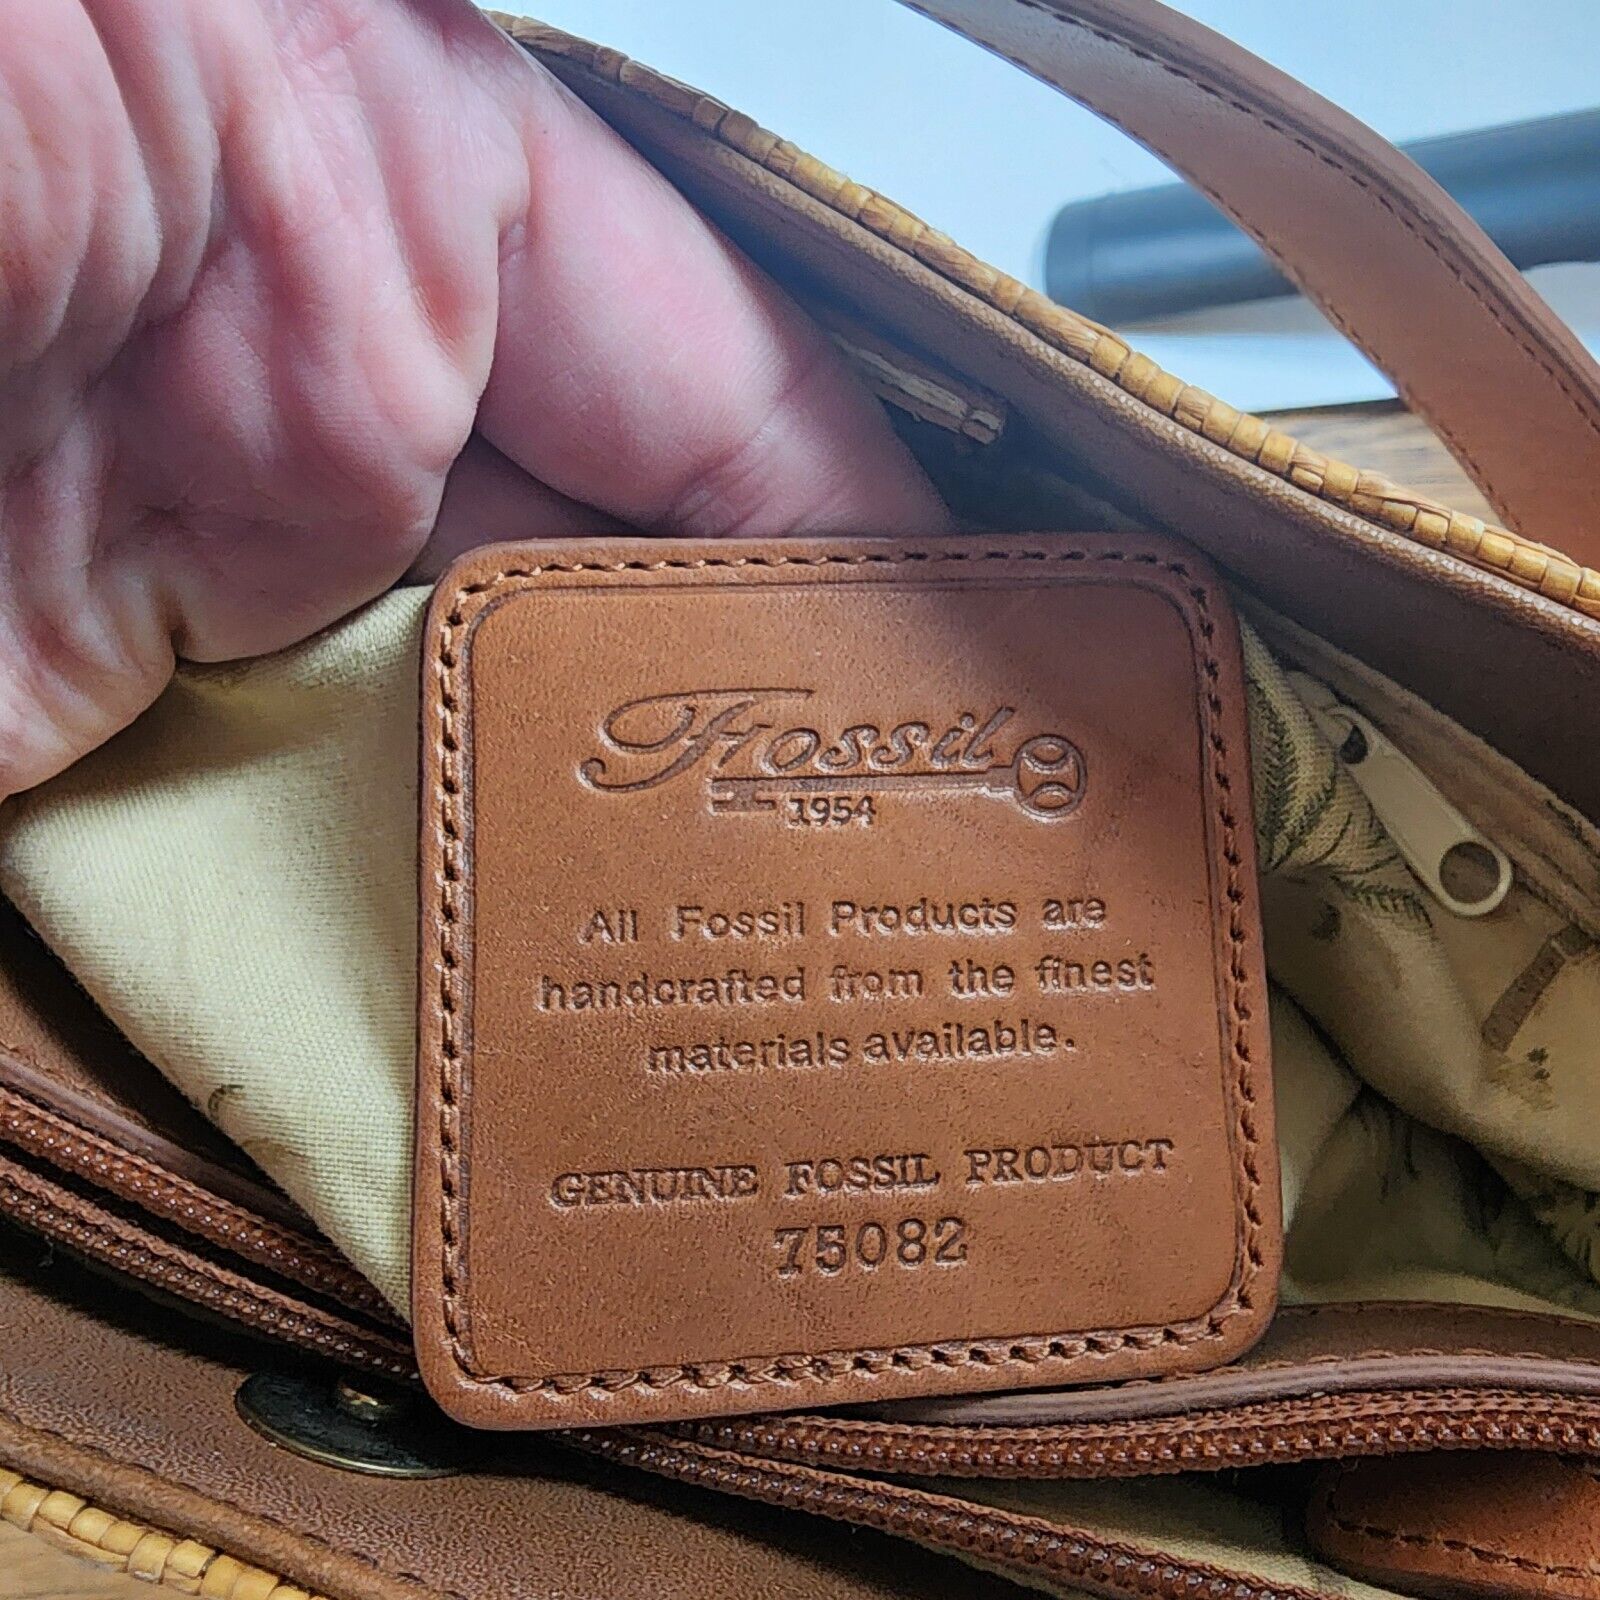 Fossil
1954
All Fossil Products are
handcrafted from the finest
materials available.
GENUINE FOSSIL PRODUCT
75082